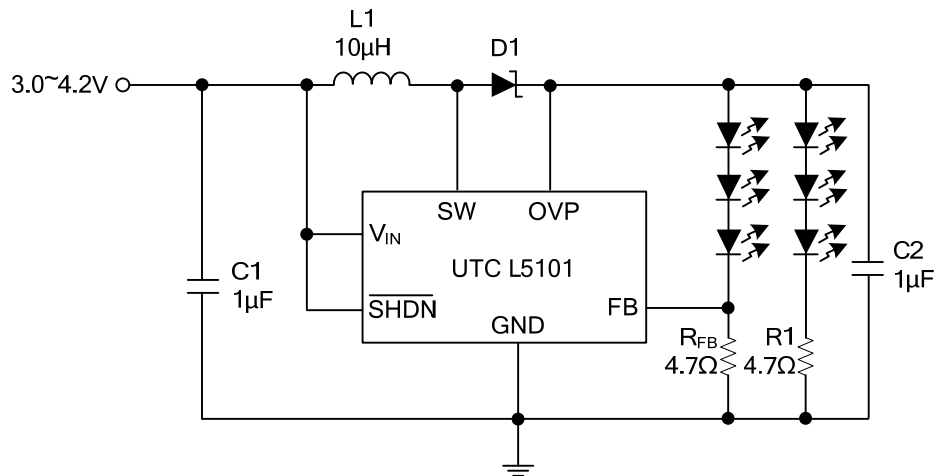 L1
10μH
D1
3.0~4.2V
SW
OVP
VIN
UTC L5101
C1
1μF
SHDN
FB
GND
C2
1μF
RFB
4.7Ω
R1
4.7Ω